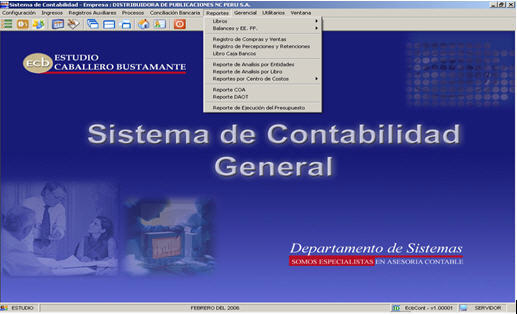 Sistema de Contabilidad - Empresa : DISTRIBUIDORA DE PUBLICACIONES NC PERU S.A.
Configuración Ingresos Registros Auxiliares Procesos Conciliación Bancaria Reportes Gerencial Utilitarios Ventana
Libros
Balances y EE. FF.
Registro de Compras y Ventas
Registro de Percepciones y Retenciones
Libro Caja Bancos
Reporte de Analisis por Entidades
Reporte de Analisis por Libro
Reportes por Centro de Costos
Reporte COA
Reporte DAOT
Reporte de Ejecución del Presupuesto
Ecb
ESTUDIO
CABALLERO BUSTAMANTE
Sistema de Contabilidad
General
Departamento de Sistemas
SOMOS ESPECIALISTAS EN ASESORIA CONTABLE
ESTUDIO FEBRERO DEL 2006 EcbCont - v1.00001 SERVIDOR